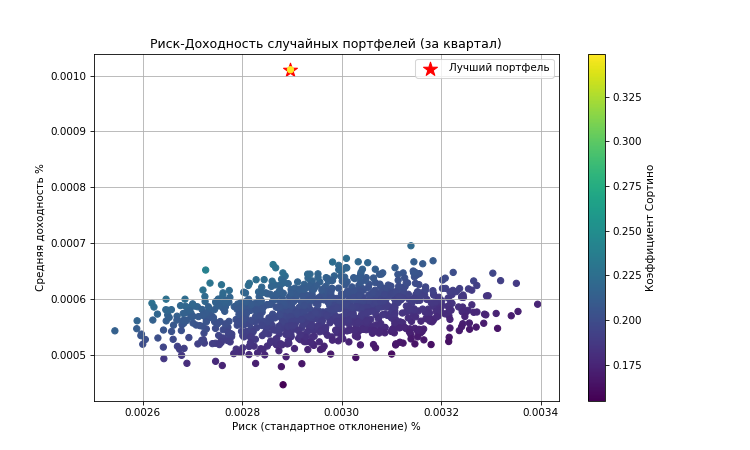 Риск-Доходность случайных портфелей (за квартал)
Лучший портфель
0.0010
0.0009
0.0008
0.0007
0.0006
0.0005
Средняя доходность %
0.0026 0.0028 0.0030 0.0032 0.0034
Риск (стандартное отклонение) %
0.325
0.300
0.275
0.250
0.225
0.200
0.175
Коэффициент Сортино